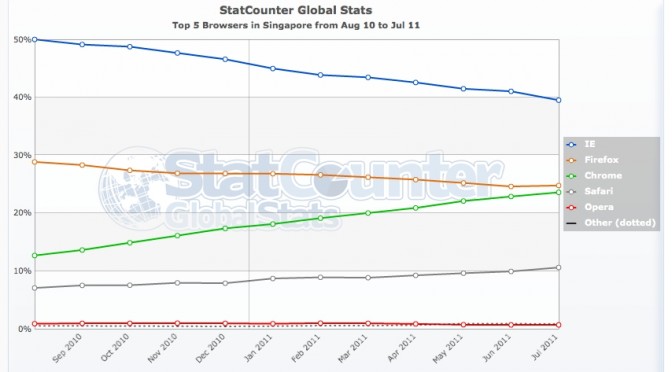 StatCounter Global Stats
Top 5 Browsers in Singapore from Aug 10 to Jul 11
50%
40%
30%
20%
10%
0%
StatCounter
Global Stats
IE
Firefox
Chrome
Safari
Opera
Other (dotted)
Sep 2010
Oct 2010
Nov 2010
Dec 2010
Jan 2011
Feb 2011
Mar 2011
Apr 2011
May 2011
Jun 2011
Jul 2011